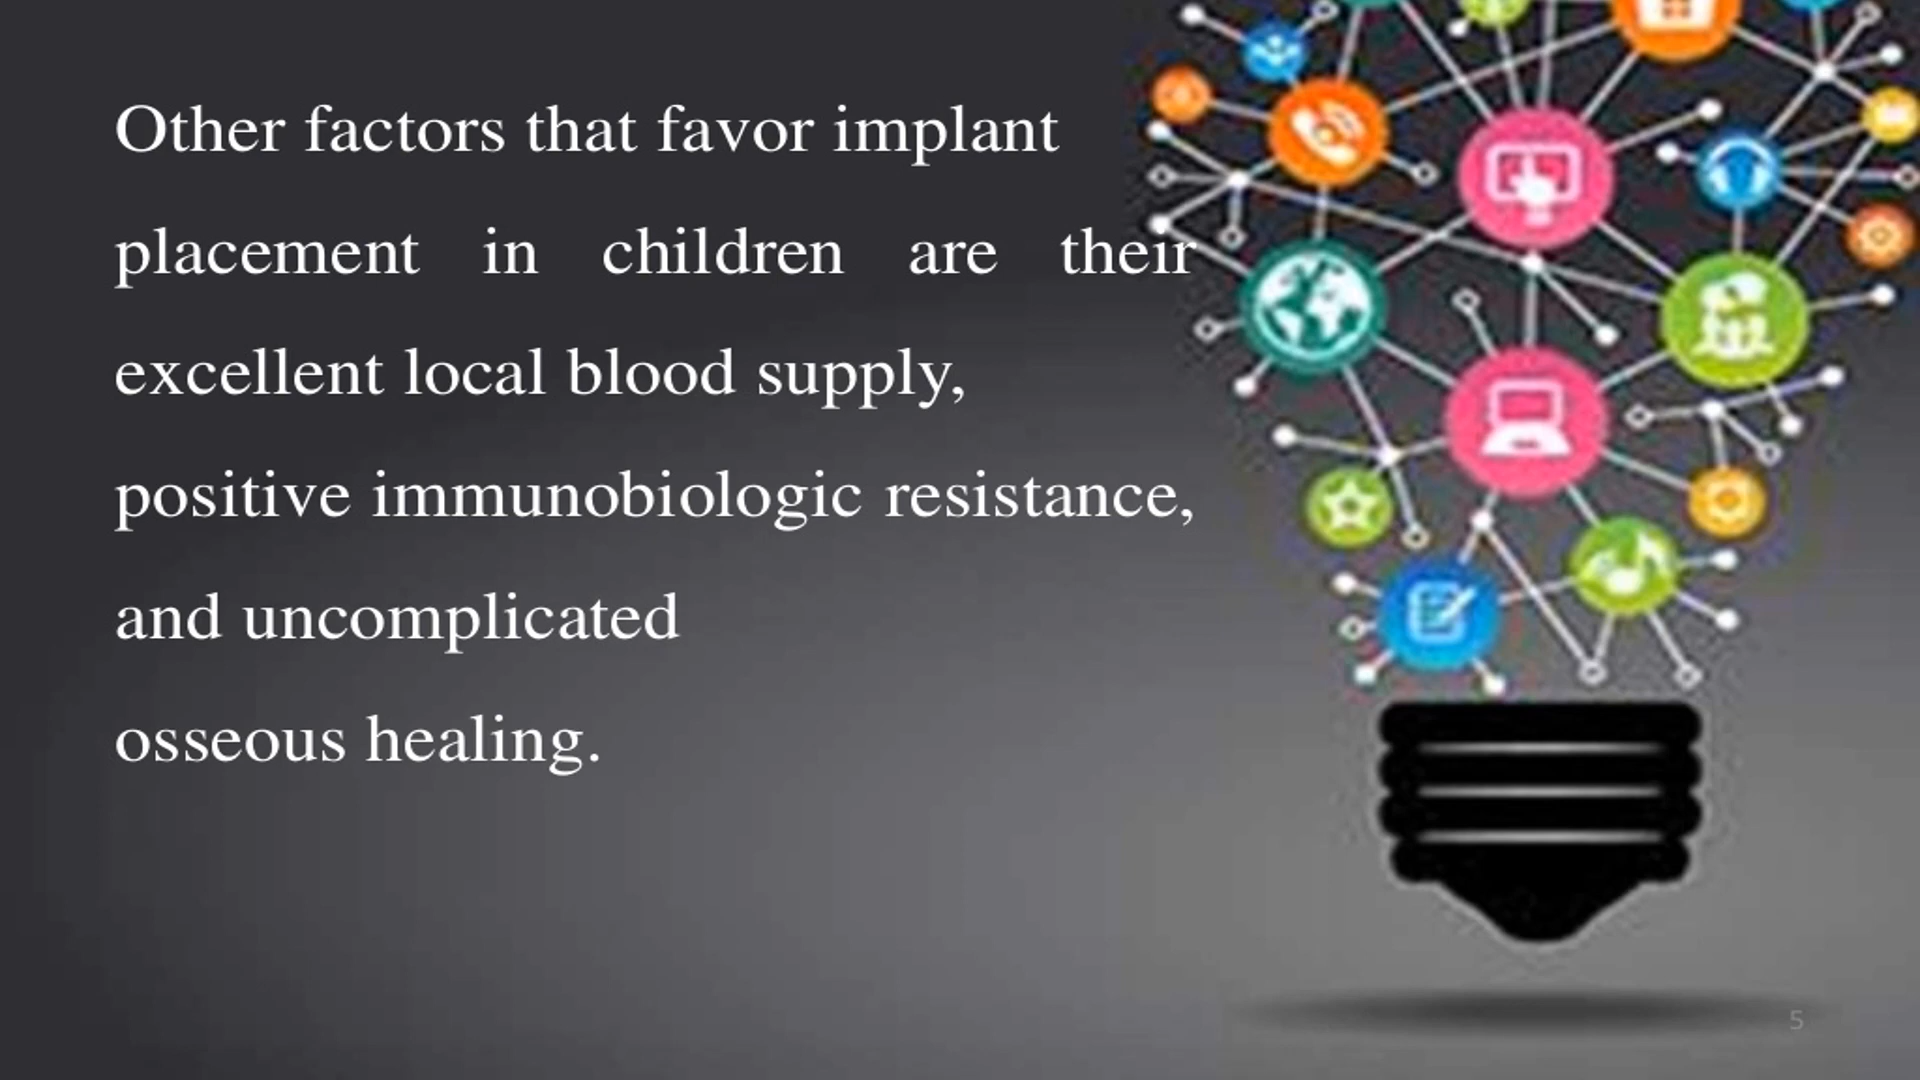 Other factors that favor implant
placement in children are their
excellent local blood supply,
positive immunobiologic resistance,
and uncomplicated
osseous healing.
5